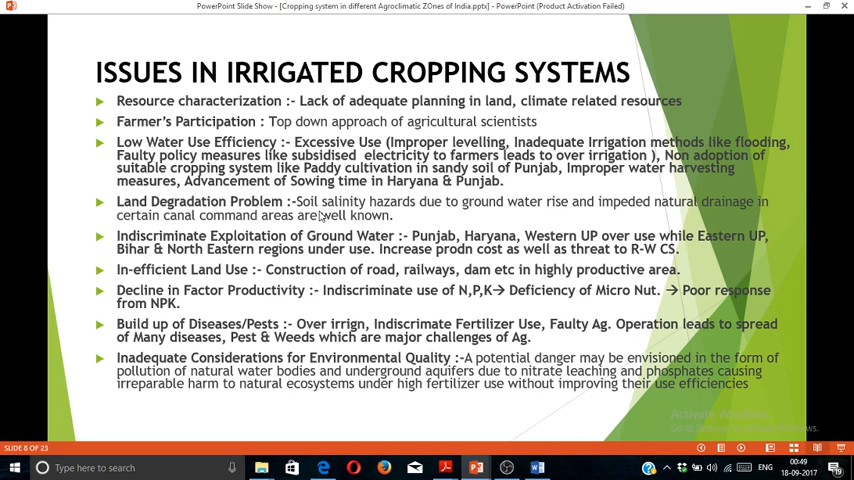 PowerPoint Slide Show - [Cropping system in different Agroclimatic ZOnes of India.pptx] - PowerPoint (Product Activation Failed)
ISSUES IN IRRIGATED CROPPING SYSTEMS
Resource characterization :- Lack of adequate planning in land, climate related resources
Farmer's Participation : Top down approach of agricultural scientists
Low Water Use Efficiency :- Excessive Use (Improper levelling, Inadequate Irrigation methods like flooding,
Faulty policy measures like subsidised electricity to farmers leads to over irrigation ), Non adoption of
suitable cropping system like Paddy cultivation in sandy soil of Punjab, Improper water harvesting
measures, Advancement of Sowing time in Haryana & Punjab.
Land Degradation Problem :-Soil salinity hazards due to ground water rise and impeded natural drainage in
certain canal command areas are well known.
Indiscriminate Exploitation of Ground Water :- Punjab, Haryana, Western UP over use while Eastern UP,
Bihar & North Eastern regions under use. Increase prodn cost as well as threat to R-W CS.
In-efficient Land Use :- Construction of road, railways, dam etc in highly productive area.
Decline in Factor Productivity :- Indiscriminate use of N,P,K→ Deficiency of Micro Nut. → Poor response
from NPK.
Build up of Diseases/Pests :- Over irrign, Indiscrimate Fertilizer Use, Faulty Ag. Operation leads to spread
of Many diseases, Pest & Weeds which are major challenges of Ag.
Inadequate Considerations for Environmental Quality :-A potential danger may be envisioned in the form of
pollution of natural water bodies and underground aquifers due to nitrate leaching and phosphates causing
irreparable harm to natural ecosystems under high fertilizer use without improving their use efficiencies
Activate Windows
SLIDE 8 OF 23
Type here to search
ENG
00:49
18-09-2017
19